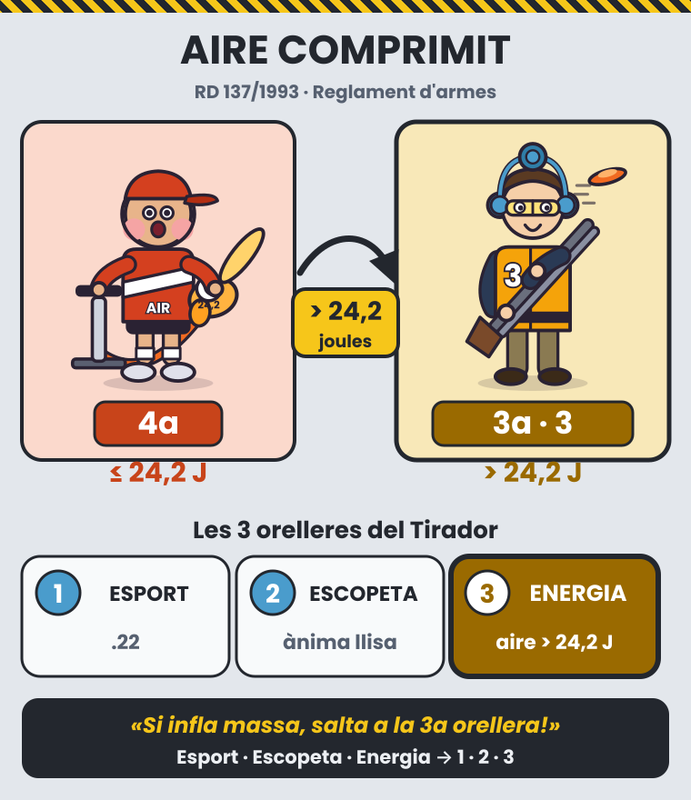 AIRE COMPRIMIT
RD 137/1993 · Reglament d'armes
> 24,2
joules
3
AIR
24,2
4a
3a · 3
≤ 24,2 J
> 24,2 J
Les 3 orelleres del Tirador
1 ESPORT
.22
2 ESCOPETA
ànima llisa
3 ENERGIA
aire > 24,2 J
«Si infla massa, salta a la 3a orellera!»
Esport · Escopeta · Energia → 1 · 2 · 3